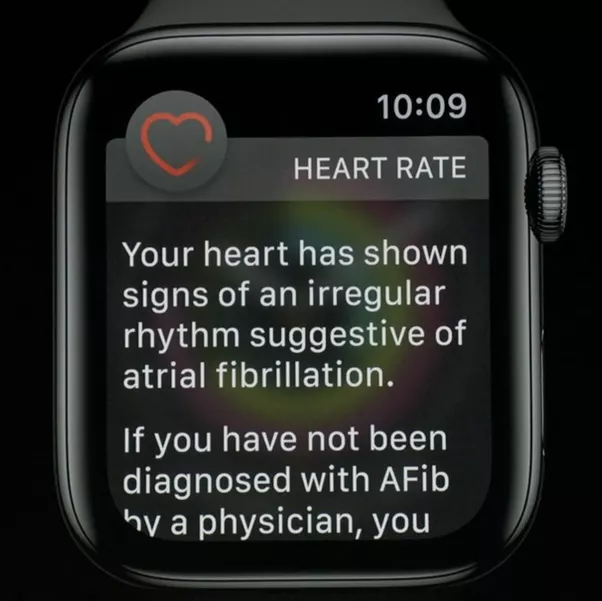 10:09
HEART RATE
Your heart has shown
signs of an irregular
rhythm suggestive of
atrial fibrillation.
If you have not been
diagnosed with AFib
by a physician, you